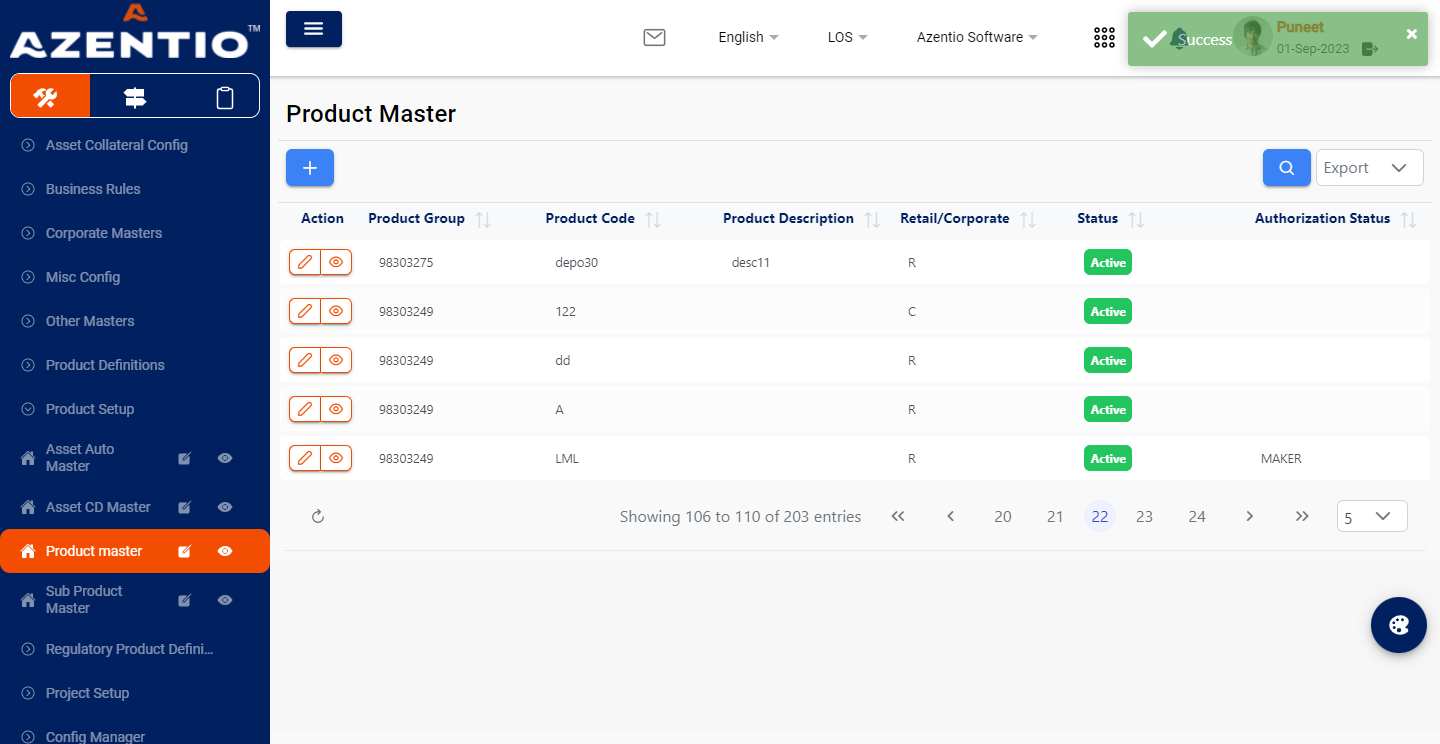 AZENTIO™
English
LOS
Azentio Software
Success
Puneet
01-Sep-2023
Asset Collateral Config
Business Rules
Corporate Masters
Misc Config
Other Masters
Product Definitions
Product Setup
Asset Auto
Master
Asset CD Master
Product master
Sub Product
Master
Regulatory Product Defini...
Project Setup
Config Manager
Product Master
Export
Action Product Group Product Code Product Description Retail/Corporate Status Authorization Status
98303275 depo30 desc11 R Active
98303249 122 C Active
98303249 dd R Active
98303249 A R Active
98303249 LML R Active MAKER
Showing 106 to 110 of 203 entries 20 21 22 23 24 5